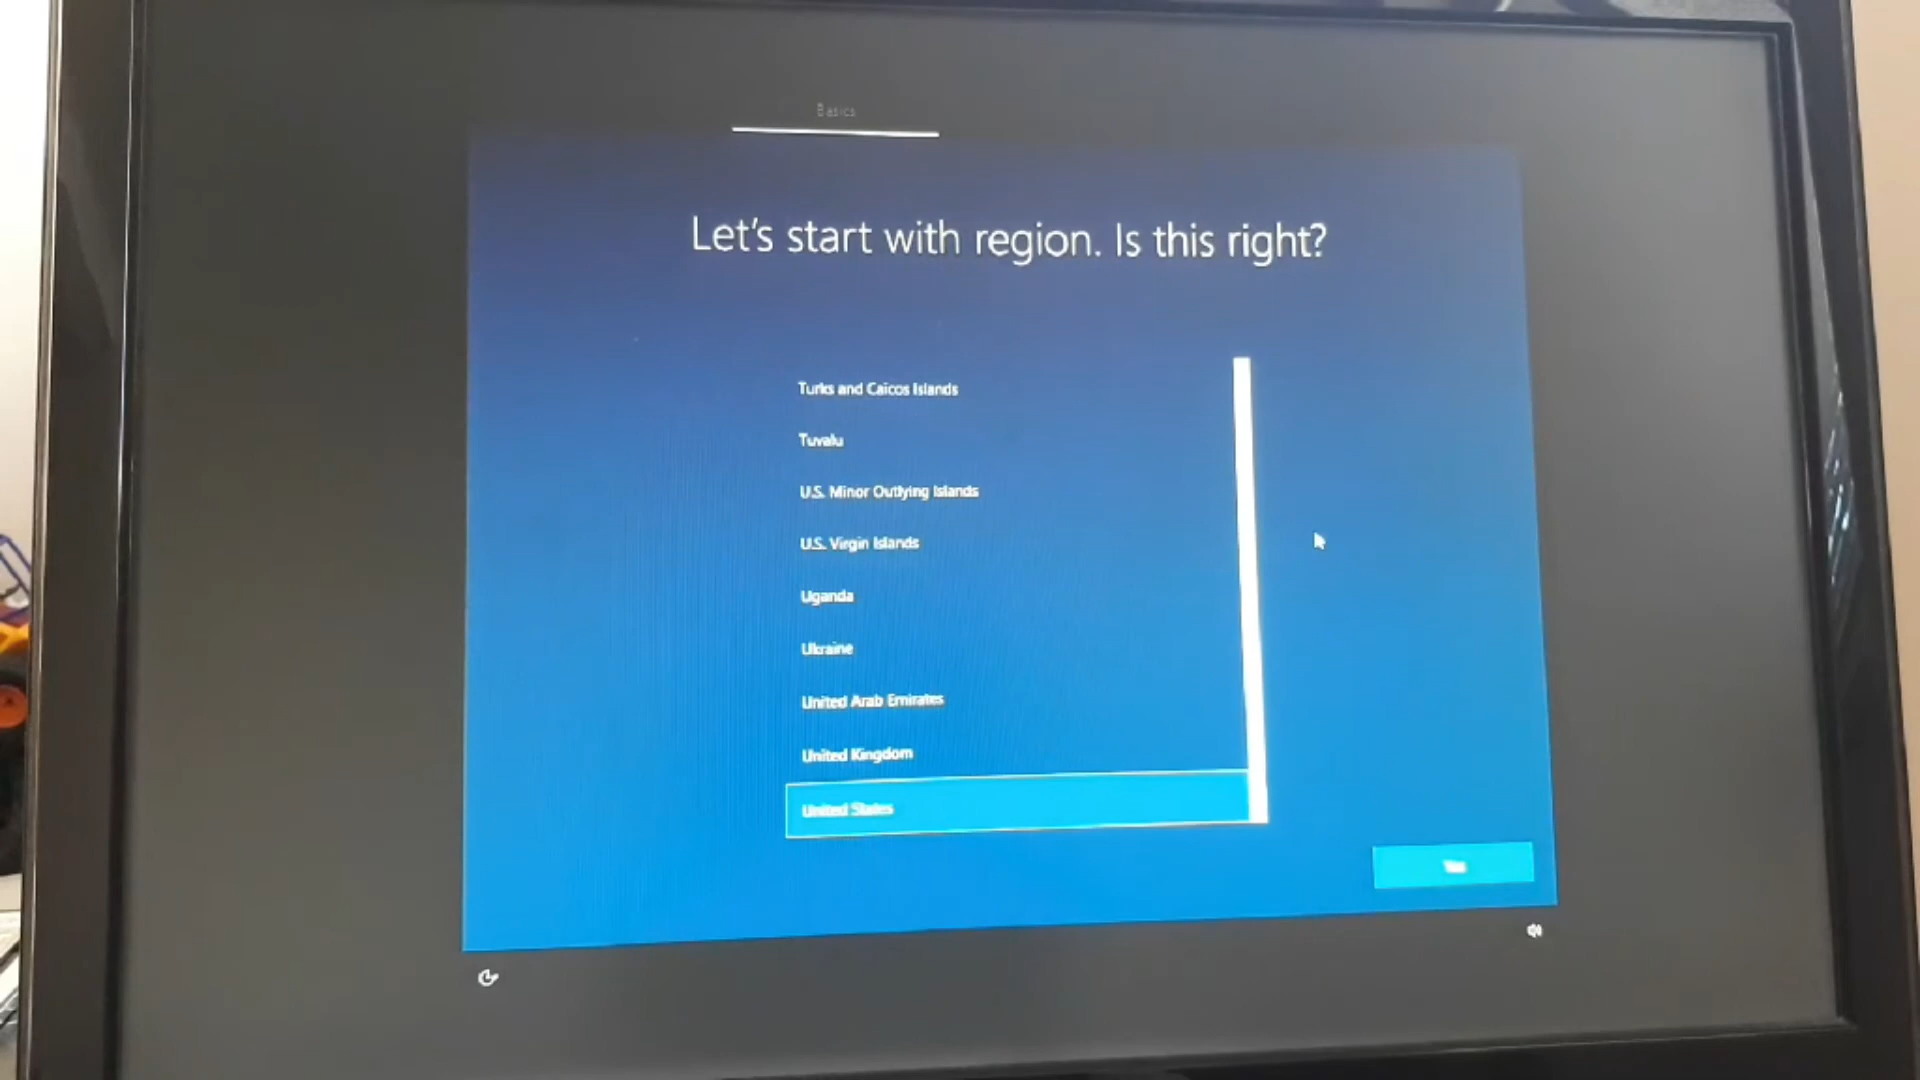 Basics
Let's start with region. Is this right?
Turks and Caicos Islands
Tuvalu
U.S. Minor Outlying Islands
U.S. Virgin Islands
Uganda
Ukraine
United Arab Emirates
United Kingdom
United States
Yes